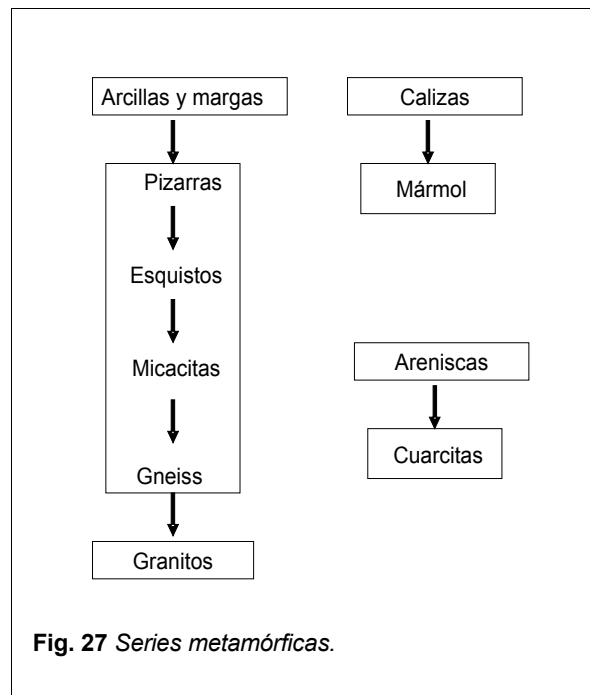 Arcillas y margas
Pizarras
Esquistos
Micacitas
Gneiss
Granitos
Calizas
Mármol
Areniscas
Cuarcitas
Fig. 27 Series metamórficas.